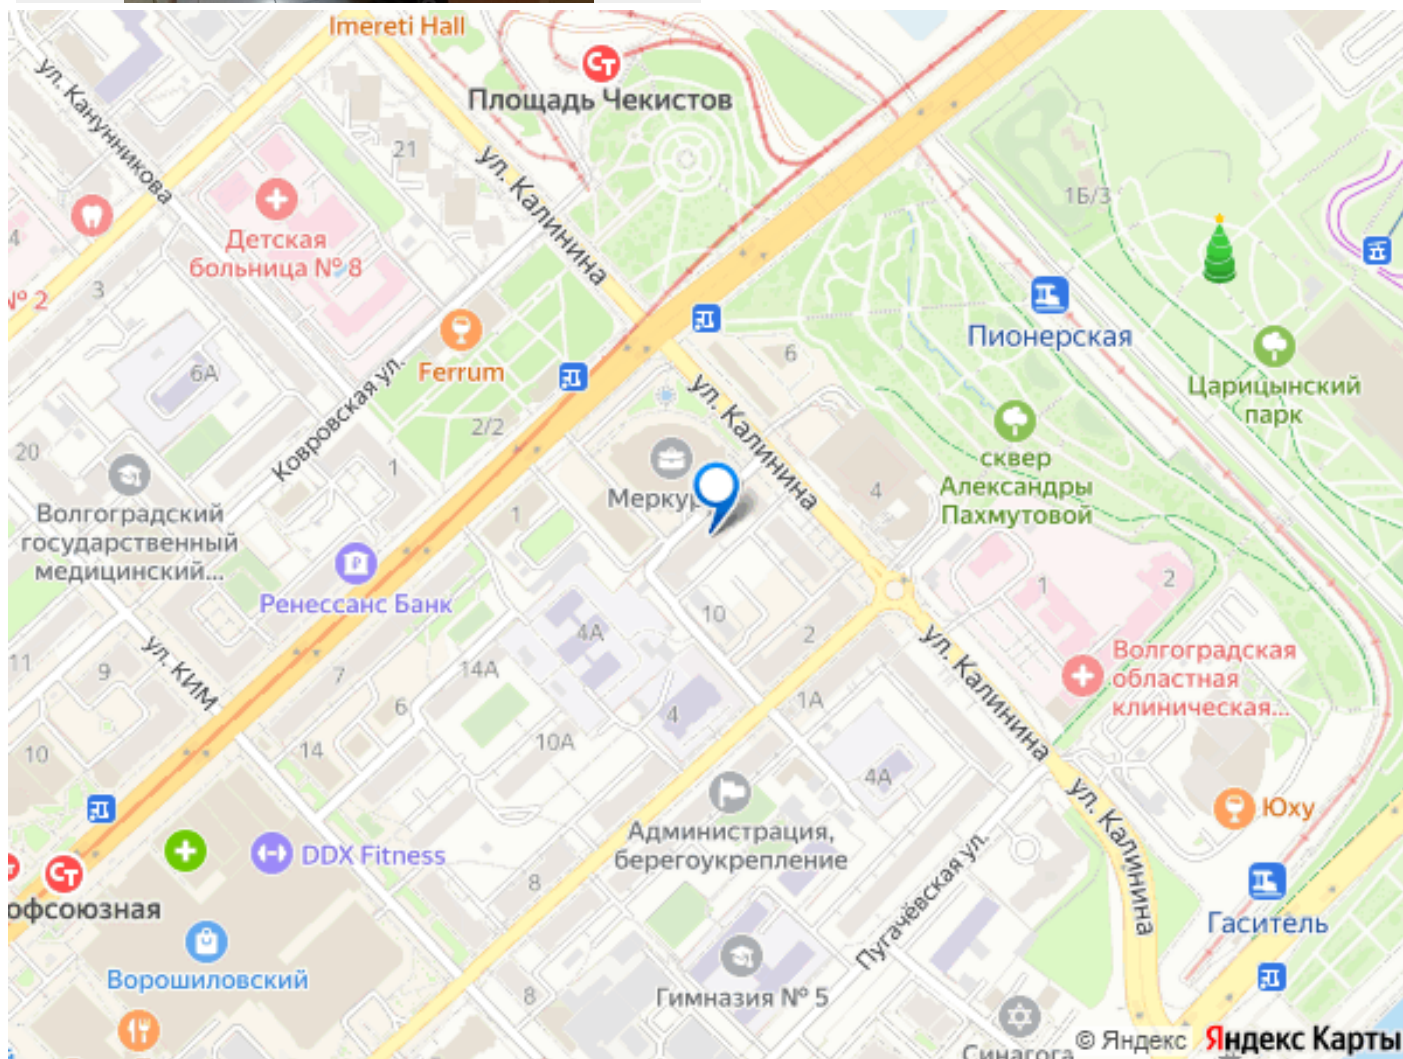 Imereti Hall
Площадь Чекистов
ул. Канунникова
21
ул. Калинина
1Б/3
4
Детская
больница № 8
№ 2
3
Пионерская
Ferrum
6
6А
Царицынский
парк
ул. Калинина
Ковровская ул.
2/2
20
1
сквер
Александры
Пахмутовой
4
Меркур
Волгоградский
государственный
медицинский...
1
Ренессанс Банк
1
2
10
4А
2
ул. КИМ
ул. Калинина
Волгоградская
областная
клиническая...
11
9
7
14А
6
4
1А
10
14
10А
4А
ул. Калинина
Юху
Администрация,
берегоукрепление
DDX Fitness
8
Пугачёвская ул.
офсоюзная
Гаситель
Ворошиловский
8
Гимназия № 5
Синагога
© Яндекс Яндекс Карты